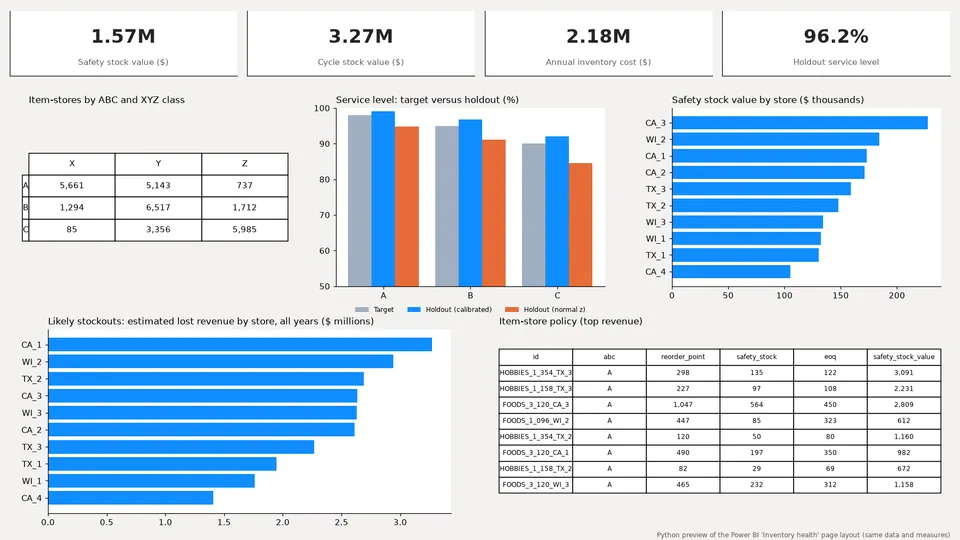 1.57M
Safety stock value ($)
3.27M
Cycle stock value ($)
2.18M
Annual inventory cost ($)
96.2%
Holdout service level
Item-stores by ABC and XYZ class
X Y Z
A 5,661 5,143 737
B 1,294 6,517 1,712
C 85 3,356 5,985
Service level: target versus holdout (%)
100
90
80
70
60
50
A B C
Target Holdout (calibrated) Holdout (normal z)
Safety stock value by store ($ thousands)
CA_3
WI_2
CA_1
CA_2
TX_3
TX_2
WI_3
WI_1
TX_1
CA_4
0 50 100 150 200
Likely stockouts: estimated lost revenue by store, all years ($ millions)
CA_1
WI_2
TX_2
CA_3
WI_3
CA_2
TX_3
TX_1
WI_1
CA_4
0.0 0.5 1.0 1.5 2.0 2.5 3.0
Item-store policy (top revenue)
id abc reorder_point safety_stock eoq safety_stock_value
HOBBIES_1_354_TX_3 A 298 135 122 3,091
HOBBIES_1_158_TX_3 A 227 97 108 2,231
FOODS_3_120_CA_3 A 1,047 564 450 2,809
FOODS_1_096_WI_2 A 447 85 323 612
HOBBIES_1_354_TX_2 A 120 50 80 1,160
FOODS_3_120_CA_1 A 490 197 350 982
HOBBIES_1_158_TX_2 A 82 29 69 672
FOODS_3_120_WI_3 A 465 232 312 1,158
Python preview of the Power BI 'Inventory health' page layout (same data and measures)